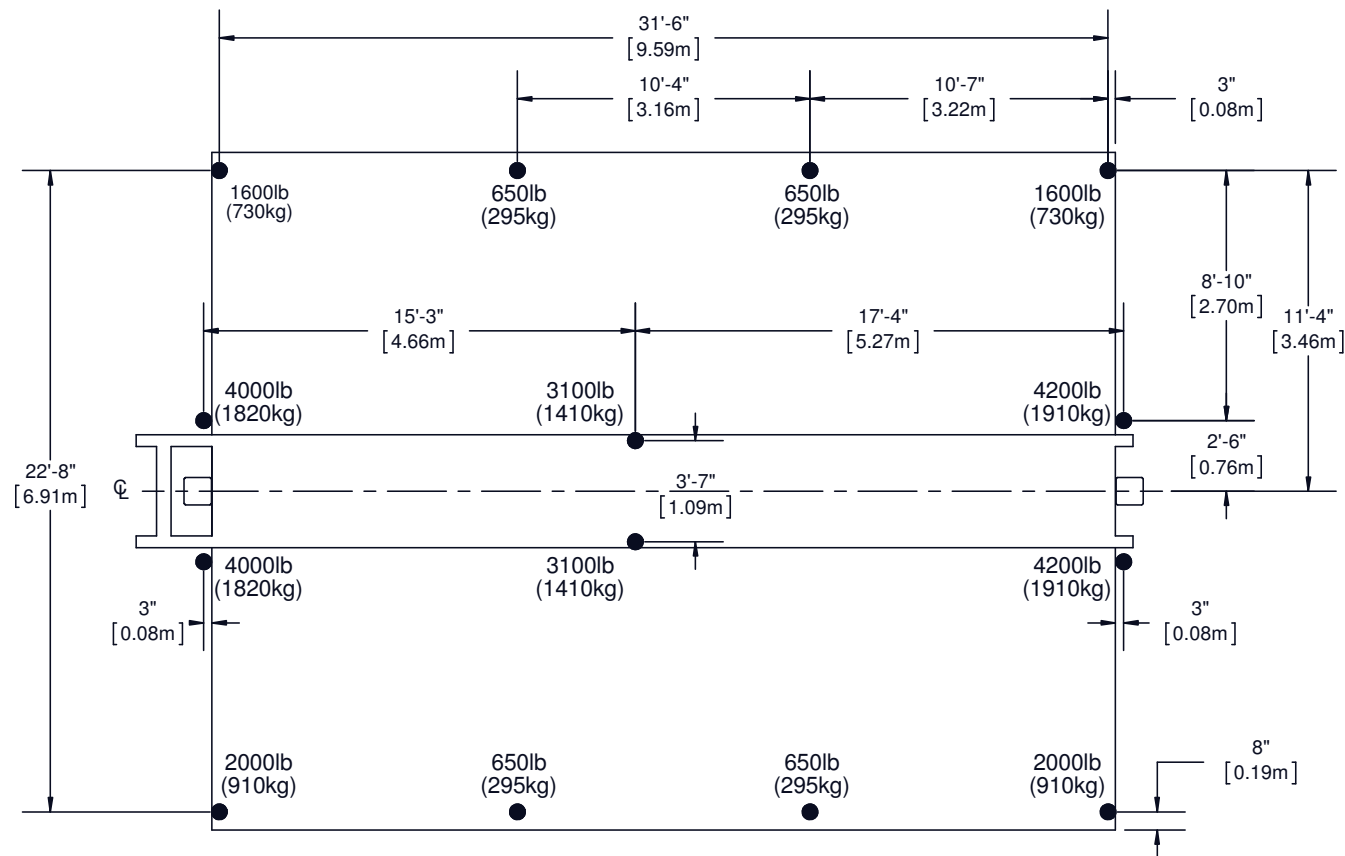 31'-6"
[9.59m]
10'-4"
[3.16m]
10'-7"
[3.22m]
3"
[0.08m]
1600lb
(730kg)
650lb
(295kg)
650lb
(295kg)
1600lb
(730kg)
8'-10"
[2.70m]
11'-4"
[3.46m]
15'-3"
[4.66m]
17'-4"
[5.27m]
4000lb
(1820kg)
3100lb
(1410kg)
4200lb
(1910kg)
22'-8"
[6.91m]
℄
3'-7"
[1.09m]
2'-6"
[0.76m]
4000lb
(1820kg)
3100lb
(1410kg)
4200lb
(1910kg)
3"
[0.08m]
3"
[0.08m]
2000lb
(910kg)
650lb
(295kg)
650lb
(295kg)
2000lb
(910kg)
8"
[0.19m]